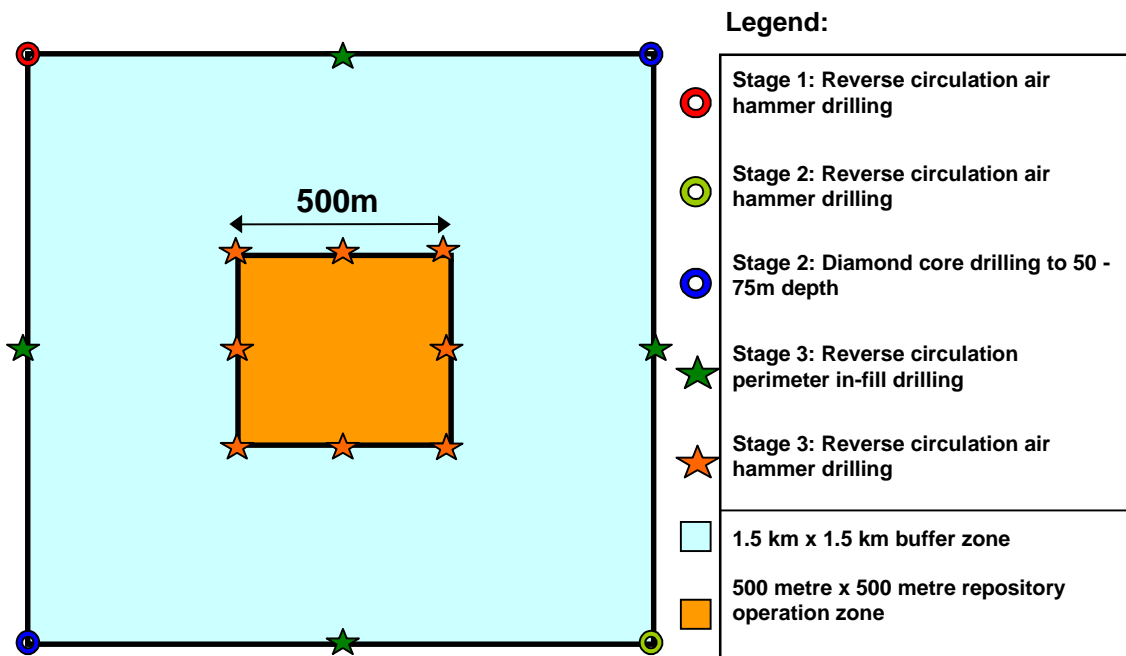 Legend:
500m
Stage 1: Reverse circulation air
hammer drilling
Stage 2: Reverse circulation air
hammer drilling
Stage 2: Diamond core drilling to 50 -
75m depth
Stage 3: Reverse circulation
perimeter in-fill drilling
Stage 3: Reverse circulation air
hammer drilling
1.5 km x 1.5 km buffer zone
500 metre x 500 metre repository
operation zone